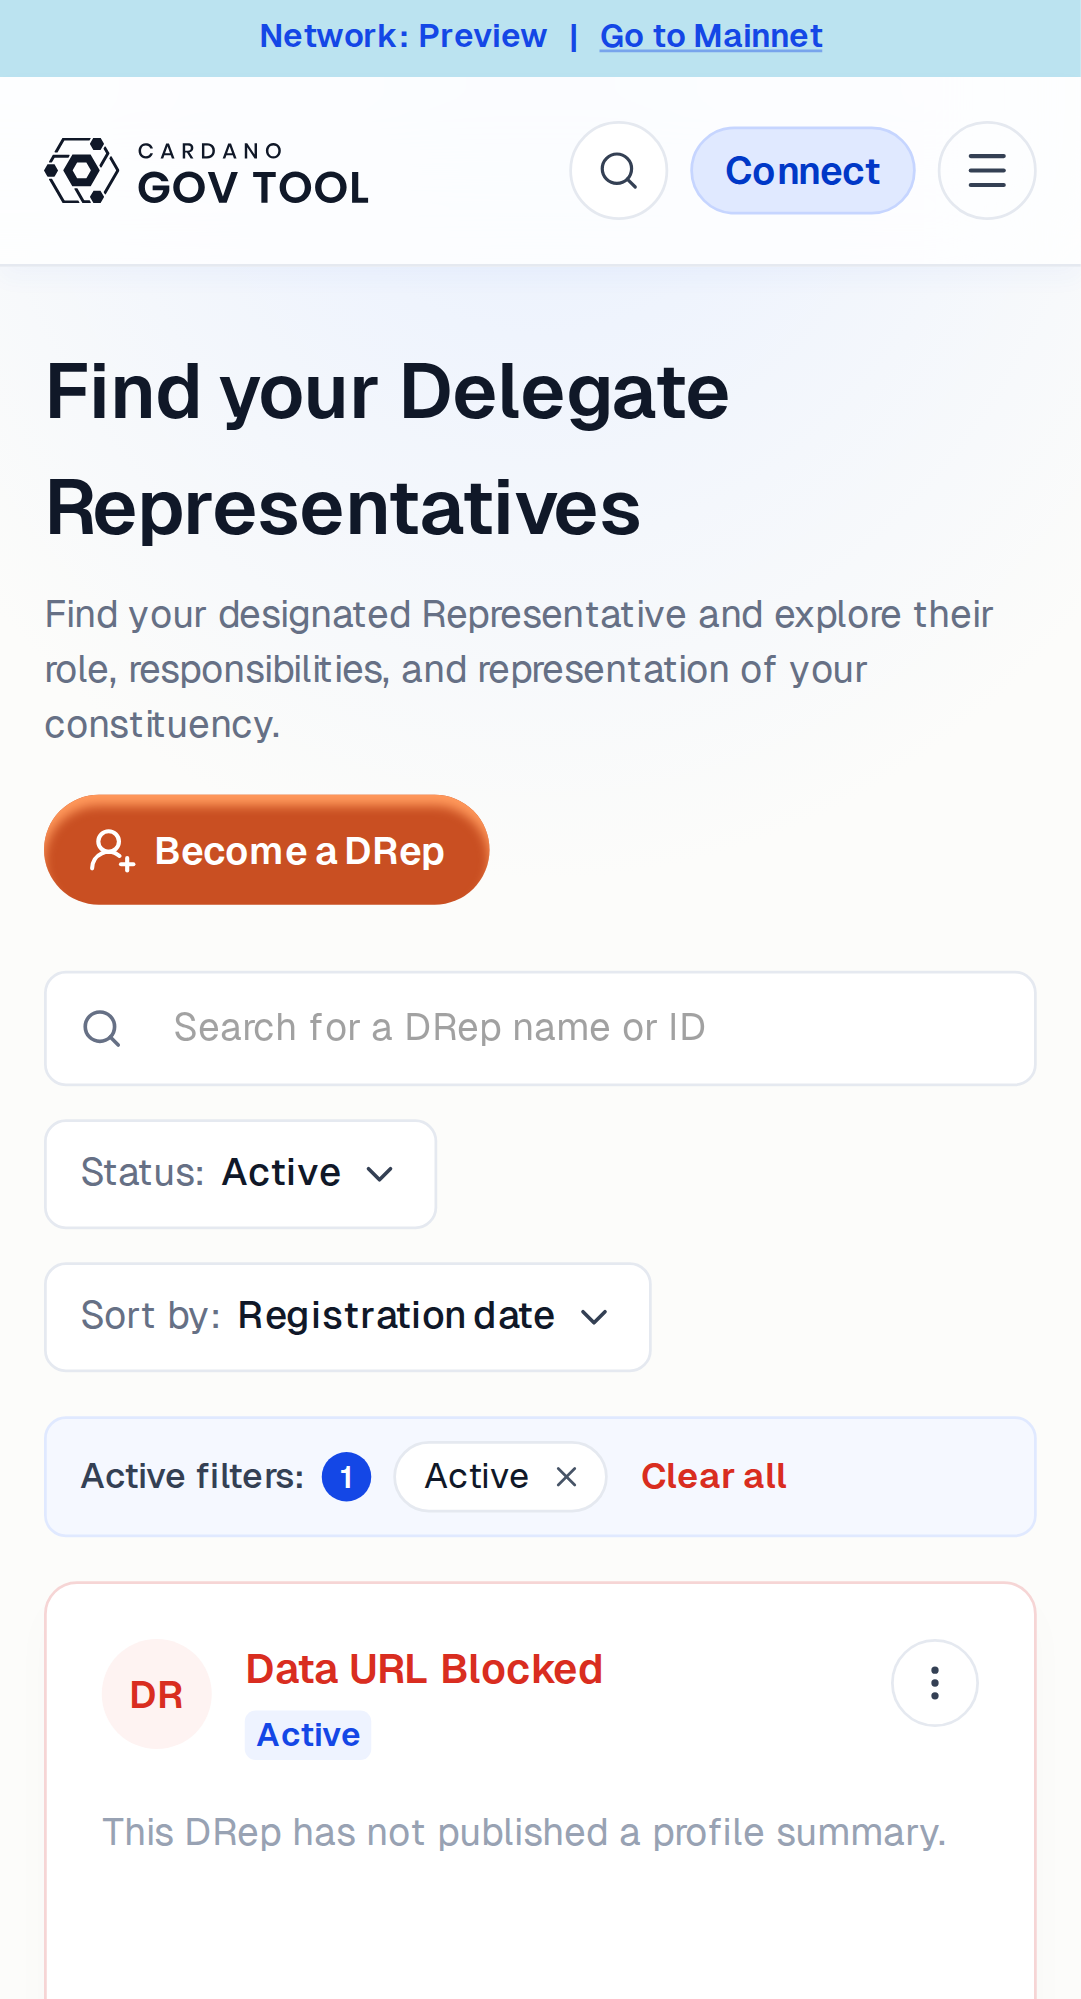 Network: Preview | Go to Mainnet
CARDANO
GOV TOOL
Connect
Find your Delegate
Representatives
Find your designated Representative and explore their
role, responsibilities, and representation of your
constituency.
Become a DRep
Search for a DRep name or ID
Status: Active
Sort by: Registration date
Active filters: 1 Active Clear all
DR
Data URL Blocked
Active
This DRep has not published a profile summary.